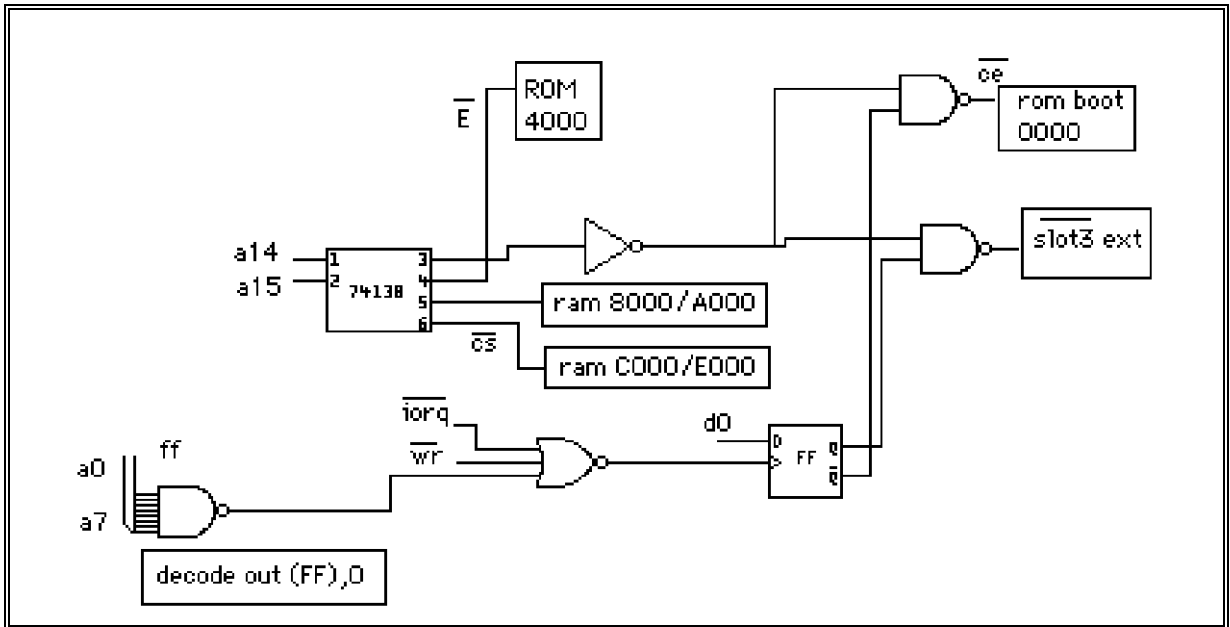 ROM
4000
E
ce
rom boot
0000
a14
a15
1
2
74138
3
4
5
6
slot3 ext
ram 8000/A000
cs
ram C000/E000
iorq
wr
d0
D
FF
Q
Q
ff
a0
a7
decode out (FF),0